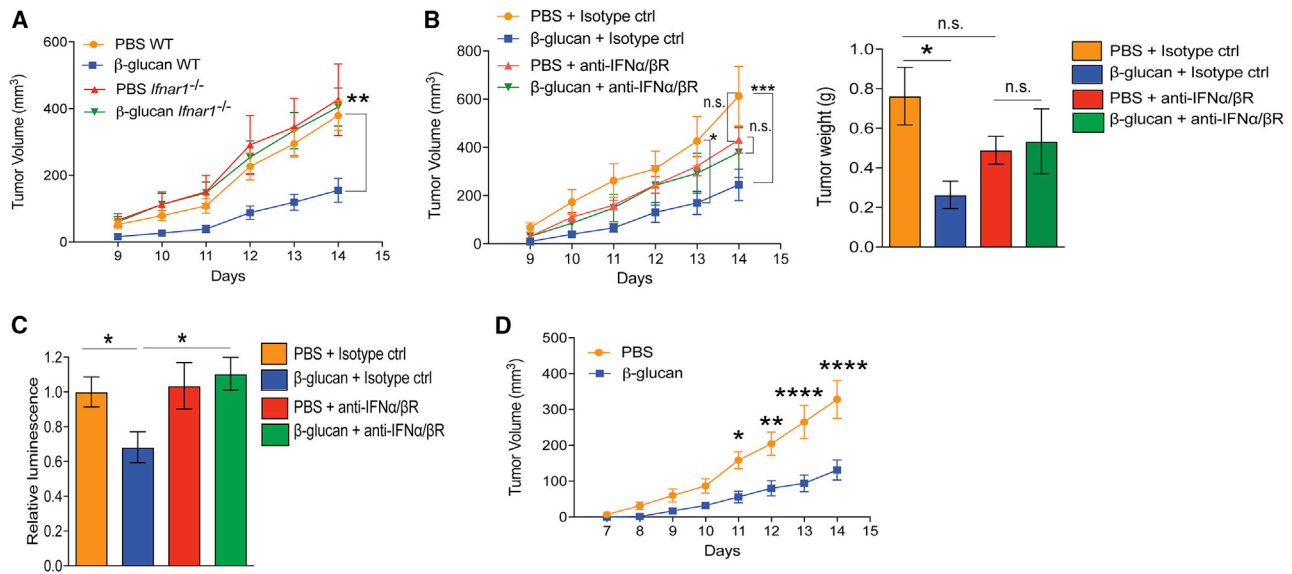 A
PBS WT
β-glucan WT
PBS Ifnar1-/-
β-glucan Ifnar1-/-
Tumor Volume (mm3)
600
400
200
0
9 10 11 12 13 14 15
Days
**
B
PBS + Isotype ctrl
β-glucan + Isotype ctrl
PBS + anti-IFNα/βR
β-glucan + anti-IFNα/βR
Tumor Volume (mm3)
800
600
400
200
0
9 10 11 12 13 14 15
Days
n.s.
***
*
n.s.
Tumor weight (g)
1.0
0.8
0.6
0.4
0.2
0.0
n.s.
*
n.s.
PBS + Isotype ctrl
β-glucan + Isotype ctrl
PBS + anti-IFNα/βR
β-glucan + anti-IFNα/βR
C
Relative luminescence
1.2
1.0
0.8
0.6
0.4
0.2
0.0
* *
PBS + Isotype ctrl
β-glucan + Isotype ctrl
PBS + anti-IFNα/βR
β-glucan + anti-IFNα/βR
D
PBS
β-glucan
Tumor Volume (mm3)
500
400
300
200
100
0
7 8 9 10 11 12 13 14 15
Days
*
**
****
****